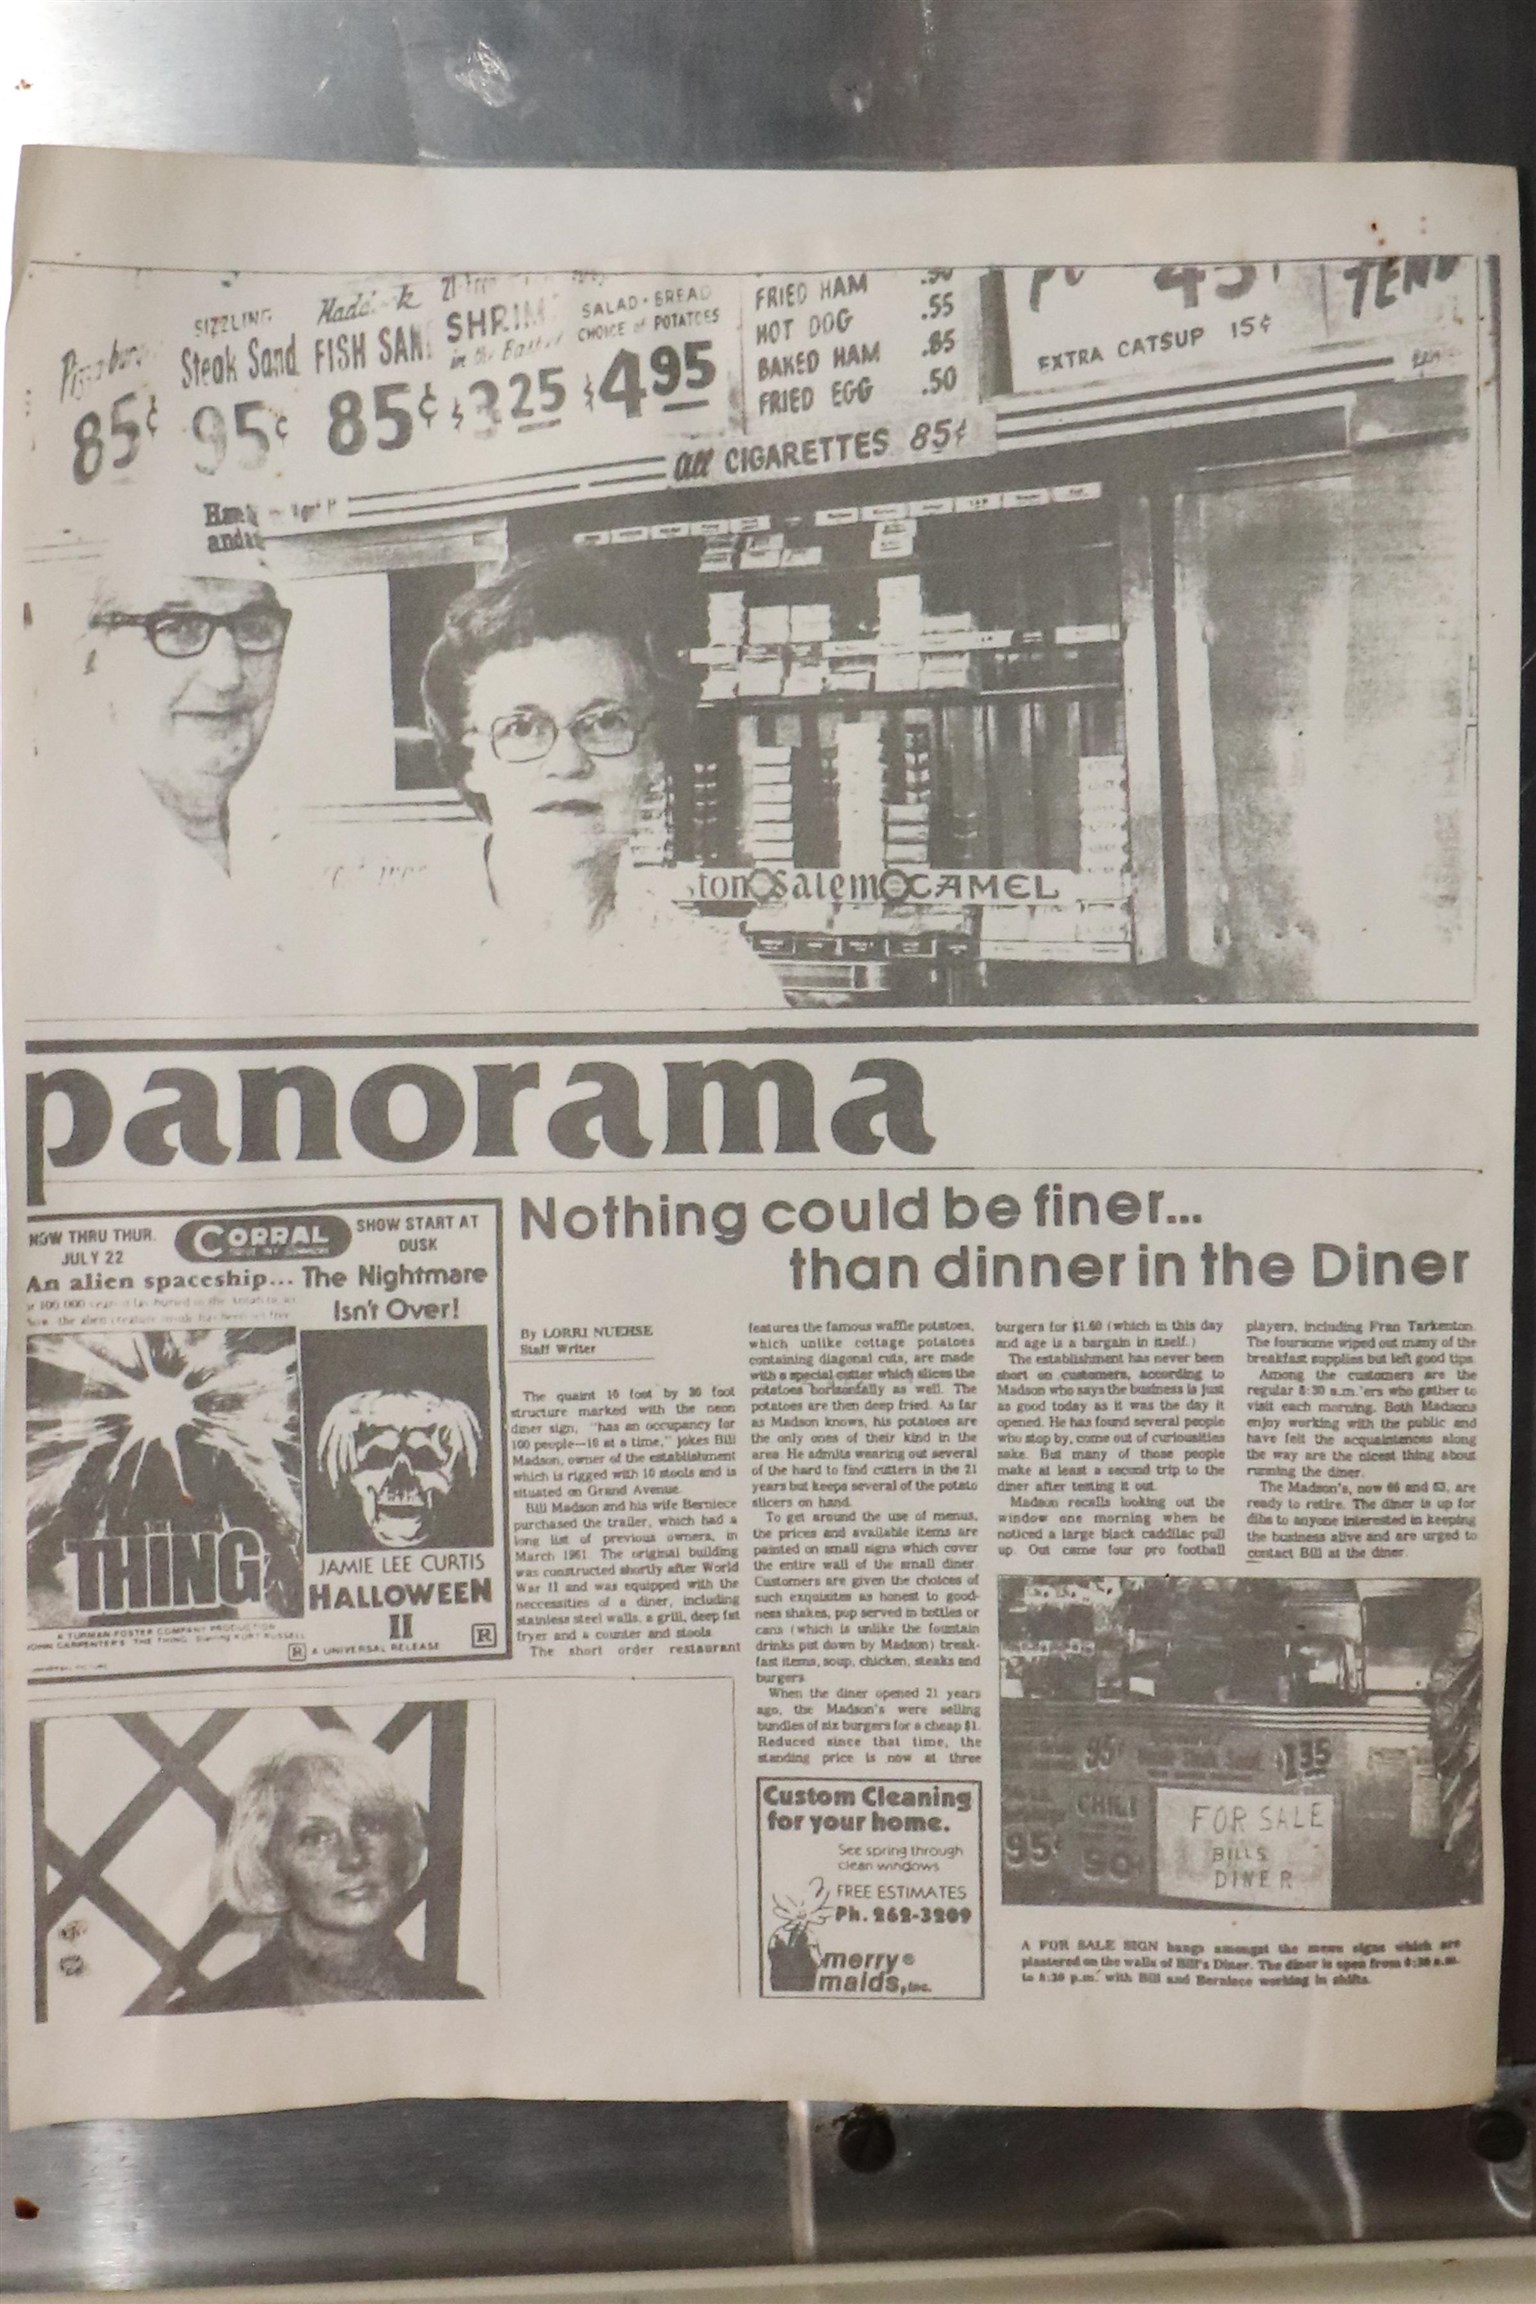 SIZZLING
Steak Sand
95¢
FISH SAN
85¢
85¢
SHRIM
in the Basket
$3.25
SALAD • BREAD
CHOICE of POTATOES
$4.95
FRIED HAM .90
HOT DOG .55
BAKED HAM .85
FRIED EGG .50
EXTRA CATSUP 15¢
TEND
all CIGARETTES 85¢
ston Salem CAMEL
panorama
NOW THRU THUR.
JULY 22
CORRAL
SHOW START AT
DUSK
An alien spaceship...
The Nightmare
Isn't Over!
THING
JAMIE LEE CURTIS
HALLOWEEN
II
A TURMAN-FOSTER COMPANY PRODUCTION
JOHN CARPENTER'S THE THING Starring KURT RUSSELL
R
A UNIVERSAL RELEASE
R
Nothing could be finer...
than dinner in the Diner
By LORRI NUEHSE
Staff Writer
The quaint 10 foot by 30 foot
structure marked with the neon
diner sign, "has an occupancy for
100 people—10 at a time," jokes Bill
Madson, owner of the establishment
which is rigged with 10 stools and is
situated on Grand Avenue.
Bill Madson and his wife Berniece
purchased the trailer, which had a
long list of previous owners, in
March 1961. The original building
was constructed shortly after World
War II and was equipped with the
neccessities of a diner, including
stainless steel walls, a grill, deep fat
fryer and a counter and stools.
The short order restaurant
features the famous waffle potatoes,
which unlike cottage potatoes
containing diagonal cuts, are made
with a special cutter which slices the
potatoes horizontally as well. The
potatoes are then deep fried. As far
as Madson knows, his potatoes are
the only ones of their kind in the
area. He admits wearing out several
of the hard to find cutters in the 21
years but keeps several of the potato
slicers on hand.
To get around the use of menus,
the prices and available items are
painted on small signs which cover
the entire wall of the small diner.
Customers are given the choices of
such exquisites as honest to good-
ness shakes, pop served in bottles or
cans (which is unlike the fountain
drinks put down by Madson) break-
fast items, soup, chicken, steaks and
burgers.
When the diner opened 21 years
ago, the Madson's were selling
bundles of six burgers for a cheap $1.
Reduced since that time, the
standing price is now at three
burgers for $1.60 (which in this day
and age is a bargain in itself.)
The establishment has never been
short on customers, according to
Madson who says the business is just
as good today as it was the day it
opened. He has found several people
who stop by, come out of curiousities
sake. But many of those people
make at least a second trip to the
diner after testing it out.
Madson recalls looking out the
window one morning when he
noticed a large black caddilac pull
up. Out came four pro football
players, including Fran Tarkenton.
The foursome wiped out many of the
breakfast supplies but left good tips.
Among the customers are the
regular 8:30 a.m.'ers who gather to
visit each morning. Both Madsons
enjoy working with the public and
have felt the acquaintences along
the way are the nicest thing about
running the diner.
The Madson's, now 66 and 63, are
ready to retire. The diner is up for
dibs to anyone interested in keeping
the business alive and are urged to
contact Bill at the diner.
Custom Cleaning
for your home.
See spring through
clean windows
FREE ESTIMATES
Ph. 262-3209
merry®
maids, inc.
95¢
$1.35
CHILI
95¢
90¢
FOR SALE
BILLS
DINER
A FOR SALE SIGN hangs amongst the menu signs which are
plastered on the walls of Bill's Diner. The diner is open from 6:30 a.m.
to 8:30 p.m. with Bill and Berniece working in shifts.